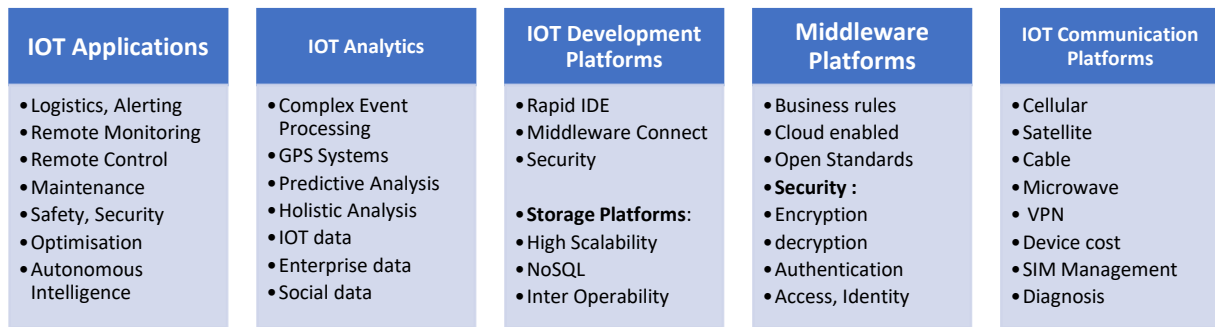 IOT Applications
• Logistics, Alerting
• Remote Monitoring
• Remote Control
• Maintenance
• Safety, Security
• Optimisation
• Autonomous
Intelligence
IOT Analytics
• Complex Event
Processing
• GPS Systems
• Predictive Analysis
• Holistic Analysis
• IOT data
• Enterprise data
• Social data
IOT Development
Platforms
• Rapid IDE
• Middleware Connect
• Security
• Storage Platforms:
• High Scalability
• NoSQL
• Inter Operability
Middleware
Platforms
• Business rules
• Cloud enabled
• Open Standards
• Security :
• Encryption
• decryption
• Authentication
• Access, Identity
IOT Communication
Platforms
• Cellular
• Satellite
• Cable
• Microwave
• VPN
• Device cost
• SIM Management
• Diagnosis